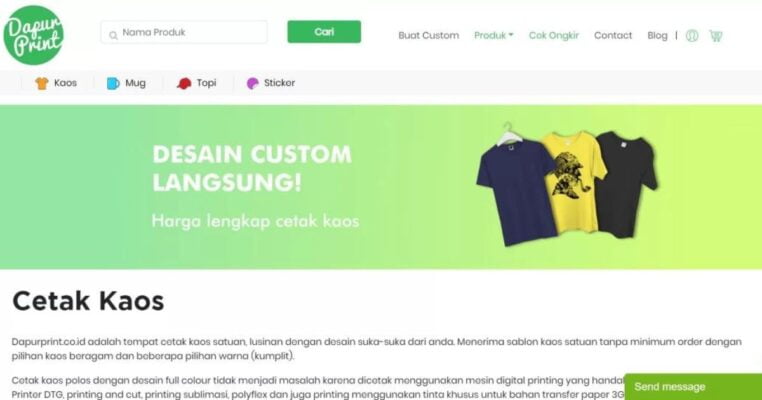 Dapur
Print
Nama Produk
Cari
Buat Custom Produk Cok Ongkir Contact Blog |
Kaos Mug Topi Sticker
DESAIN CUSTOM
LANGSUNG!
Harga lengkap cetak kaos
Cetak Kaos
Dapurprint.co.id adalah tempat cetak kaos satuan, lusinan dengan desain suka-suka dari anda. Menerima sablon kaos satuan tanpa minimum order dengan
pilihan kaos beragam dan beberapa pilihan warna (kumplit).
Cetak kaos polos dengan desain full colour tidak menjadi masalah karena dicetak menggunakan mesin digital printing yang handal
Printer DTG, printing and cut, printing sublimasi, polyflex dan juga printing menggunakan tinta khusus untuk bahan transfer paper 3G
Send message